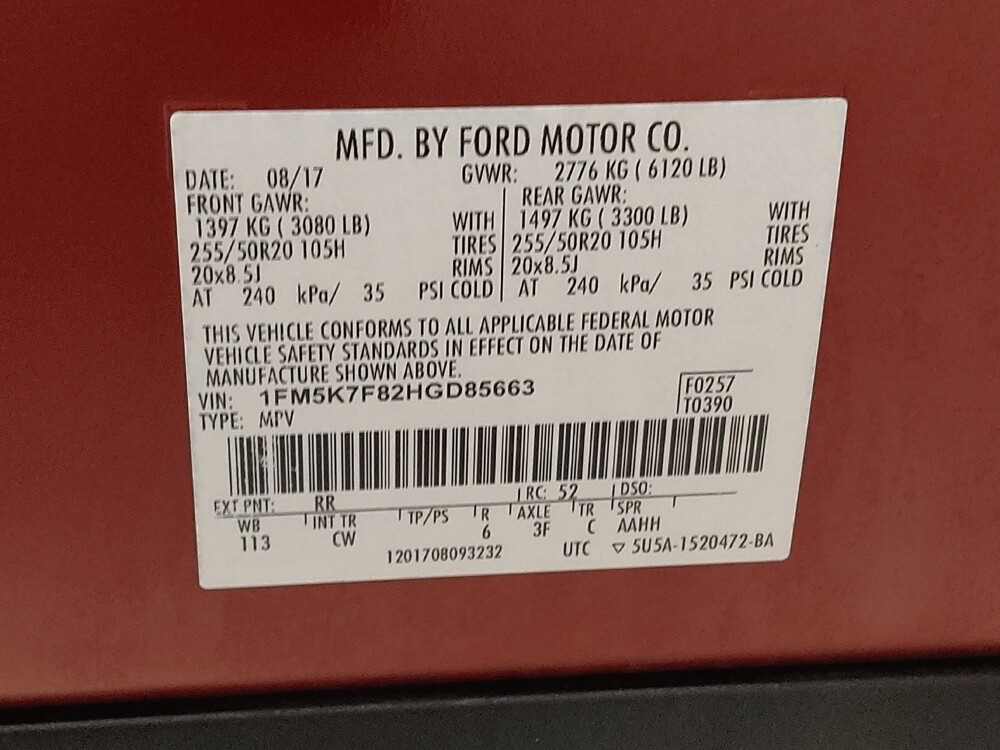 MFD. BY FORD MOTOR CO.
DATE: 08/17 GVWR: 2776 KG ( 6120 LB)
FRONT GAWR: REAR GAWR:
1397 KG ( 3080 LB) WITH 1497 KG ( 3300 LB) WITH
255/50R20 105H TIRES 255/50R20 105H TIRES
20x8.5J RIMS 20x8.5J RIMS
AT 240 kPa/ 35 PSI COLD AT 240 kPa/ 35 PSI COLD
THIS VEHICLE CONFORMS TO ALL APPLICABLE FEDERAL MOTOR
VEHICLE SAFETY STANDARDS IN EFFECT ON THE DATE OF
MANUFACTURE SHOWN ABOVE.
VIN: 1FM5K7F82HGD85663 F0257
TYPE: MPV T0390
EXT PNT: RR RC: 52 DSO:
WB INT TR TP/PS R AXLE TR SPR
113 CW 6 3F C AAHH
1201708093232 UTC ▽ 5U5A-1520472-BA